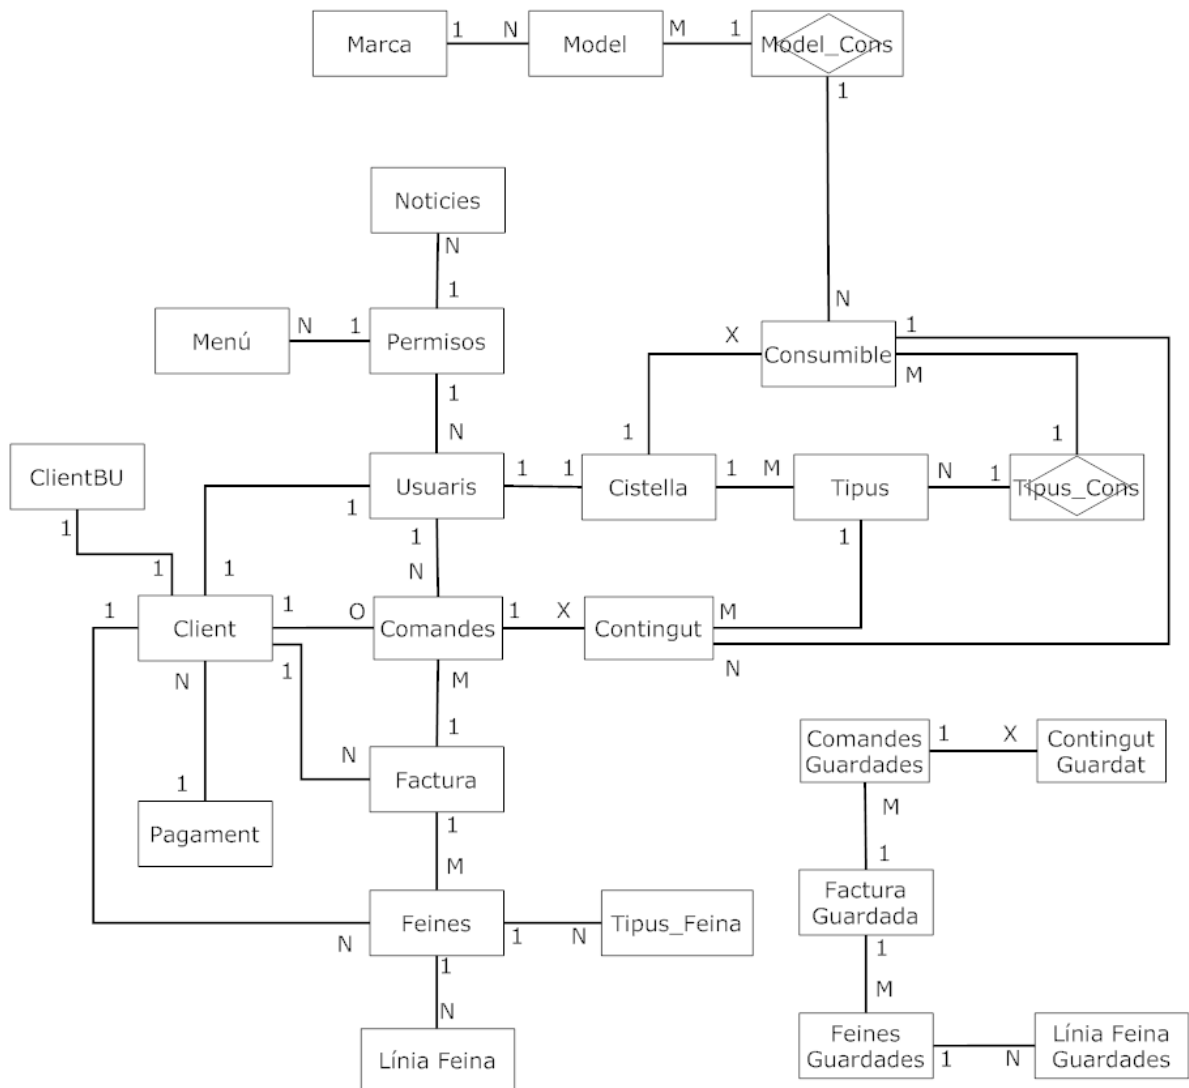 Marca
1
N
Model
M
1
Model_Cons
1
Noticies
N
1
Menú
N
1
Permisos
1
N
N
1
X
Consumible
M
1
1
ClientBU
1
1
Usuaris
1
1
1
1
1
Cistella
1
M
Tipus
1
N
1
Tipus_Cons
N
1
Client
1
O
Comandes
1
X
Contingut
M
N
N
1
M
1
N
Factura
1
1
Pagament
M
Feines
N
1
N
Tipus_Feina
1
N
Línia Feina
Comandes
Guardades
1
X
Contingut
Guardat
M
1
Factura
Guardada
1
M
Feines
Guardades
1
N
Línia Feina
Guardades